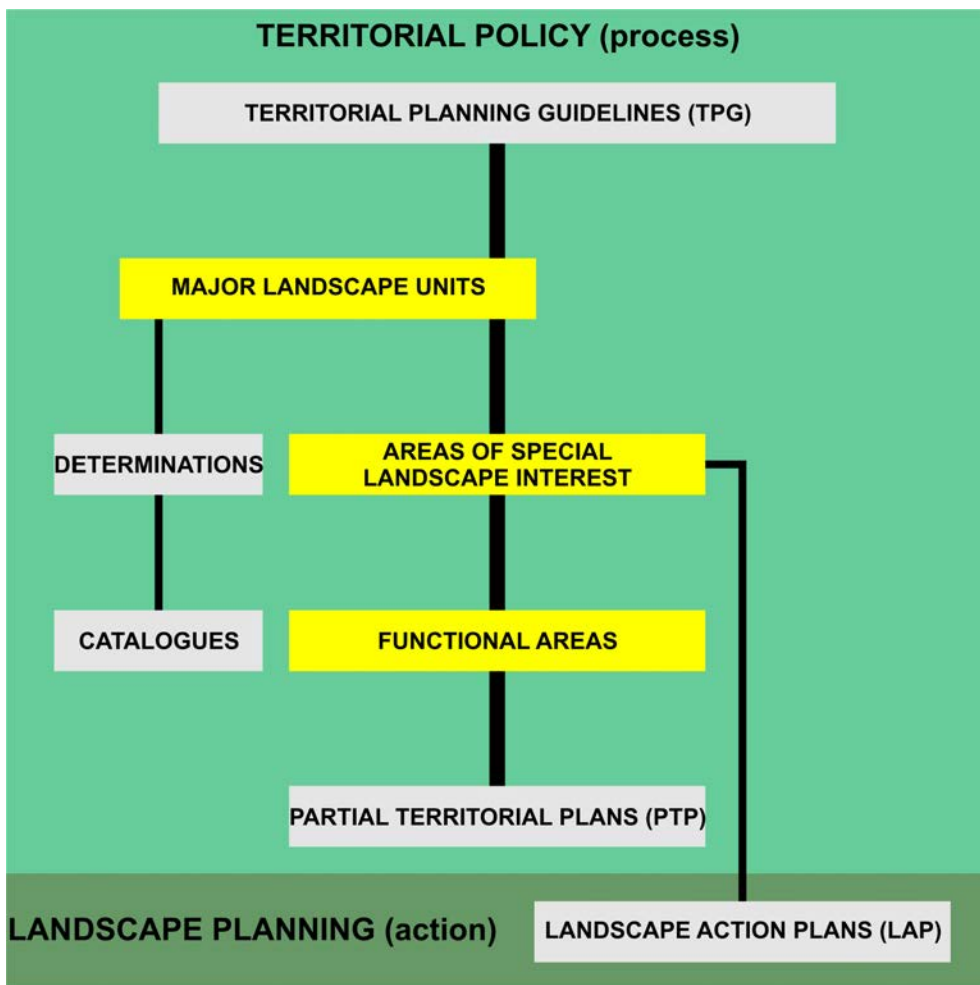 TERRITORIAL POLICY (process)
TERRITORIAL PLANNING GUIDELINES (TPG)
MAJOR LANDSCAPE UNITS
DETERMINATIONS
AREAS OF SPECIAL
LANDSCAPE INTEREST
CATALOGUES
FUNCTIONAL AREAS
PARTIAL TERRITORIAL PLANS (PTP)
LANDSCAPE PLANNING (action)
LANDSCAPE ACTION PLANS (LAP)